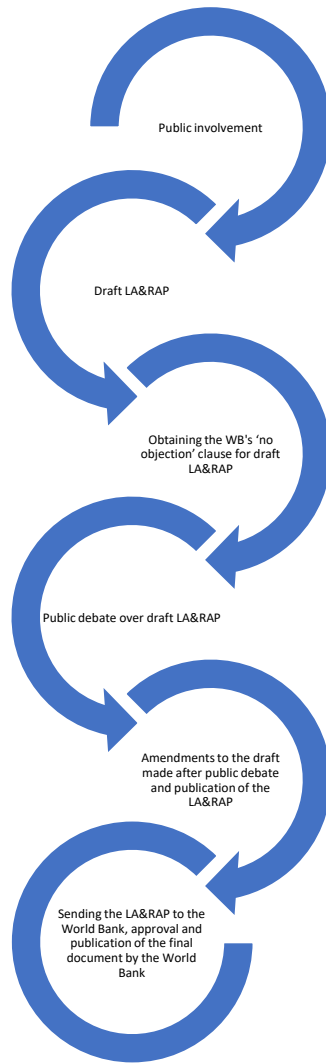 Public involvement
Draft LA&RAP
Obtaining the WB's ‘no
objection’ clause for draft
LA&RAP
Public debate over draft LA&RAP
Amendments to the draft
made after public debate
and publication of the
LA&RAP
Sending the LA&RAP to the
World Bank, approval and
publication of the final
document by the World
Bank